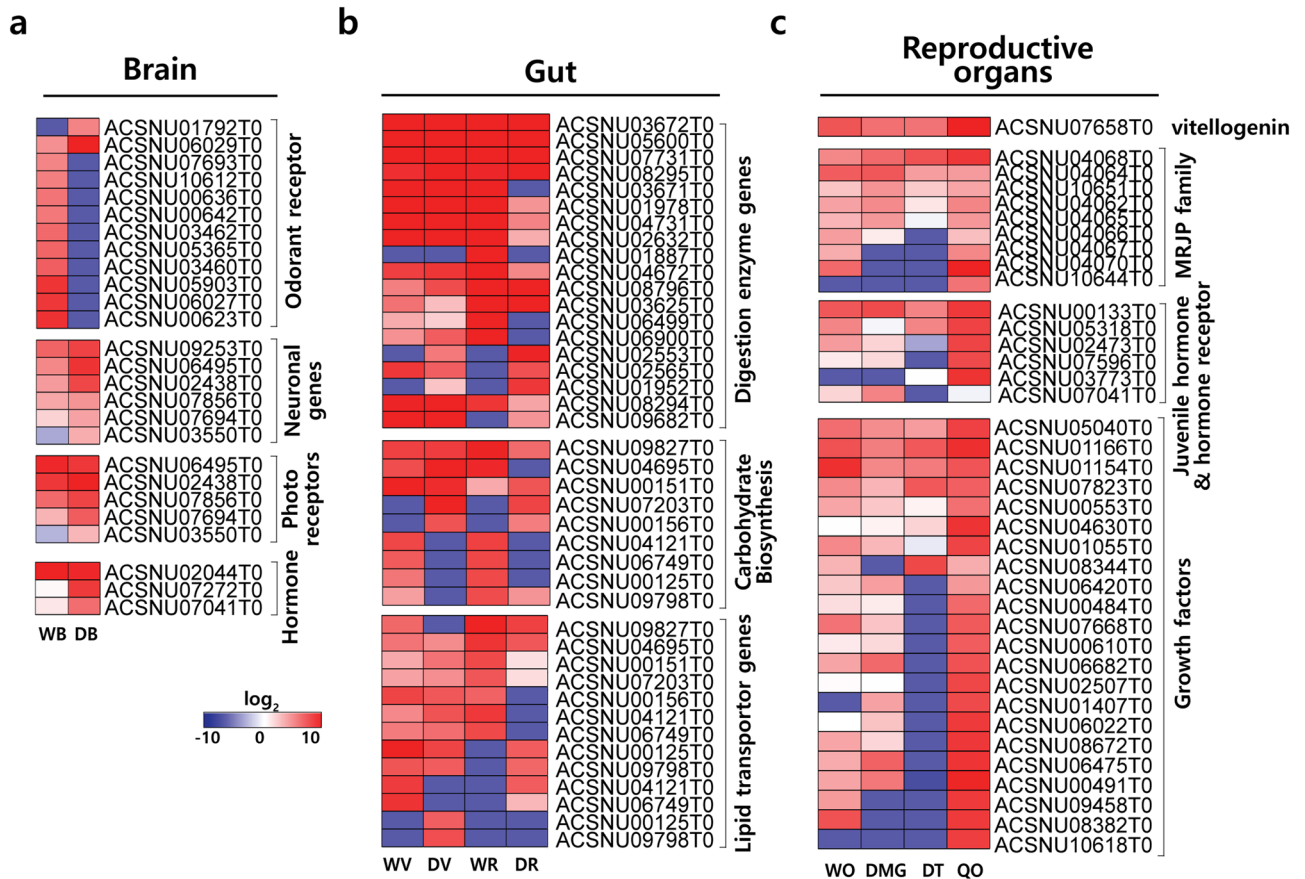 a
Brain
ACSNU01792T0
ACSNU06029T0
ACSNU07693T0
ACSNU10612T0
ACSNU00636T0
ACSNU00642T0
ACSNU03462T0
ACSNU05365T0
ACSNU03460T0
ACSNU05903T0
ACSNU06027T0
ACSNU00623T0
Odorant receptor
ACSNU09253T0
ACSNU06495T0
ACSNU02438T0
ACSNU07856T0
ACSNU07694T0
ACSNU03550T0
Neuronal
genes
ACSNU06495T0
ACSNU02438T0
ACSNU07856T0
ACSNU07694T0
ACSNU03550T0
Photo
receptors
ACSNU02044T0
ACSNU07272T0
ACSNU07041T0
Hormone
WB DB
log2
-10 0 10
b
Gut
ACSNU03672T0
ACSNU05600T0
ACSNU07731T0
ACSNU08295T0
ACSNU03671T0
ACSNU01978T0
ACSNU04731T0
ACSNU02632T0
ACSNU01887T0
ACSNU04672T0
ACSNU08796T0
ACSNU03625T0
ACSNU06499T0
ACSNU06900T0
ACSNU02553T0
ACSNU02565T0
ACSNU01952T0
ACSNU08294T0
ACSNU09682T0
Digestion enzyme genes
ACSNU09827T0
ACSNU04695T0
ACSNU00151T0
ACSNU07203T0
ACSNU00156T0
ACSNU04121T0
ACSNU06749T0
ACSNU00125T0
ACSNU09798T0
Carbohydrate
Biosynthesis
ACSNU09827T0
ACSNU04695T0
ACSNU00151T0
ACSNU07203T0
ACSNU00156T0
ACSNU04121T0
ACSNU06749T0
ACSNU00125T0
ACSNU09798T0
ACSNU04121T0
ACSNU06749T0
ACSNU00125T0
ACSNU09798T0
Lipid transportor genes
WV DV WR DR
c
Reproductive
organs
ACSNU07658T0
vitellogenin
ACSNU04068T0
ACSNU04064T0
ACSNU10651T0
ACSNU04062T0
ACSNU04065T0
ACSNU04066T0
ACSNU04067T0
ACSNU04070T0
ACSNU10644T0
MRJP family
ACSNU00133T0
ACSNU05318T0
ACSNU02473T0
ACSNU07596T0
ACSNU03773T0
ACSNU07041T0
Juvenile hormone
& hormone receptor
ACSNU05040T0
ACSNU01166T0
ACSNU01154T0
ACSNU07823T0
ACSNU00553T0
ACSNU04630T0
ACSNU01055T0
ACSNU08344T0
ACSNU06420T0
ACSNU00484T0
ACSNU07668T0
ACSNU00610T0
ACSNU06682T0
ACSNU02507T0
ACSNU01407T0
ACSNU06022T0
ACSNU08672T0
ACSNU06475T0
ACSNU00491T0
ACSNU09458T0
ACSNU08382T0
ACSNU10618T0
Growth factors
WO DMG DT QO